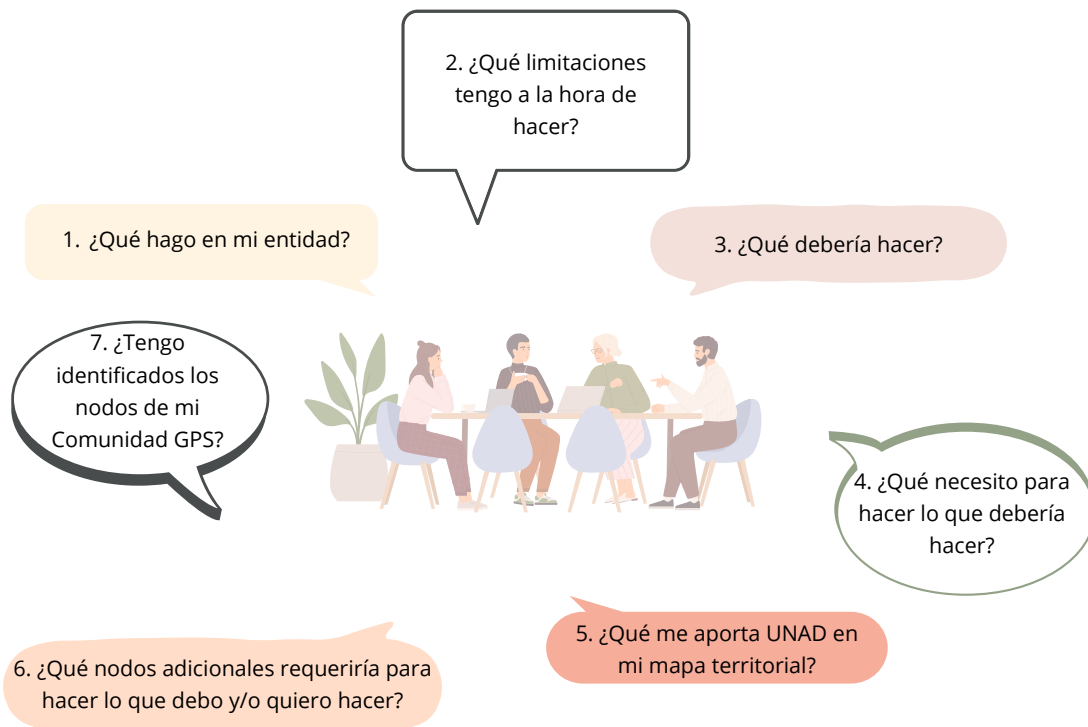 2. ¿Qué limitaciones
tengo a la hora de
hacer?
1. ¿Qué hago en mi entidad?
3. ¿Qué debería hacer?
7. ¿Tengo
identificados los
nodos de mi
Comunidad GPS?
4. ¿Qué necesito para
hacer lo que debería
hacer?
5. ¿Qué me aporta UNAD en
mi mapa territorial?
6. ¿Qué nodos adicionales requeriría para
hacer lo que debo y/o quiero hacer?